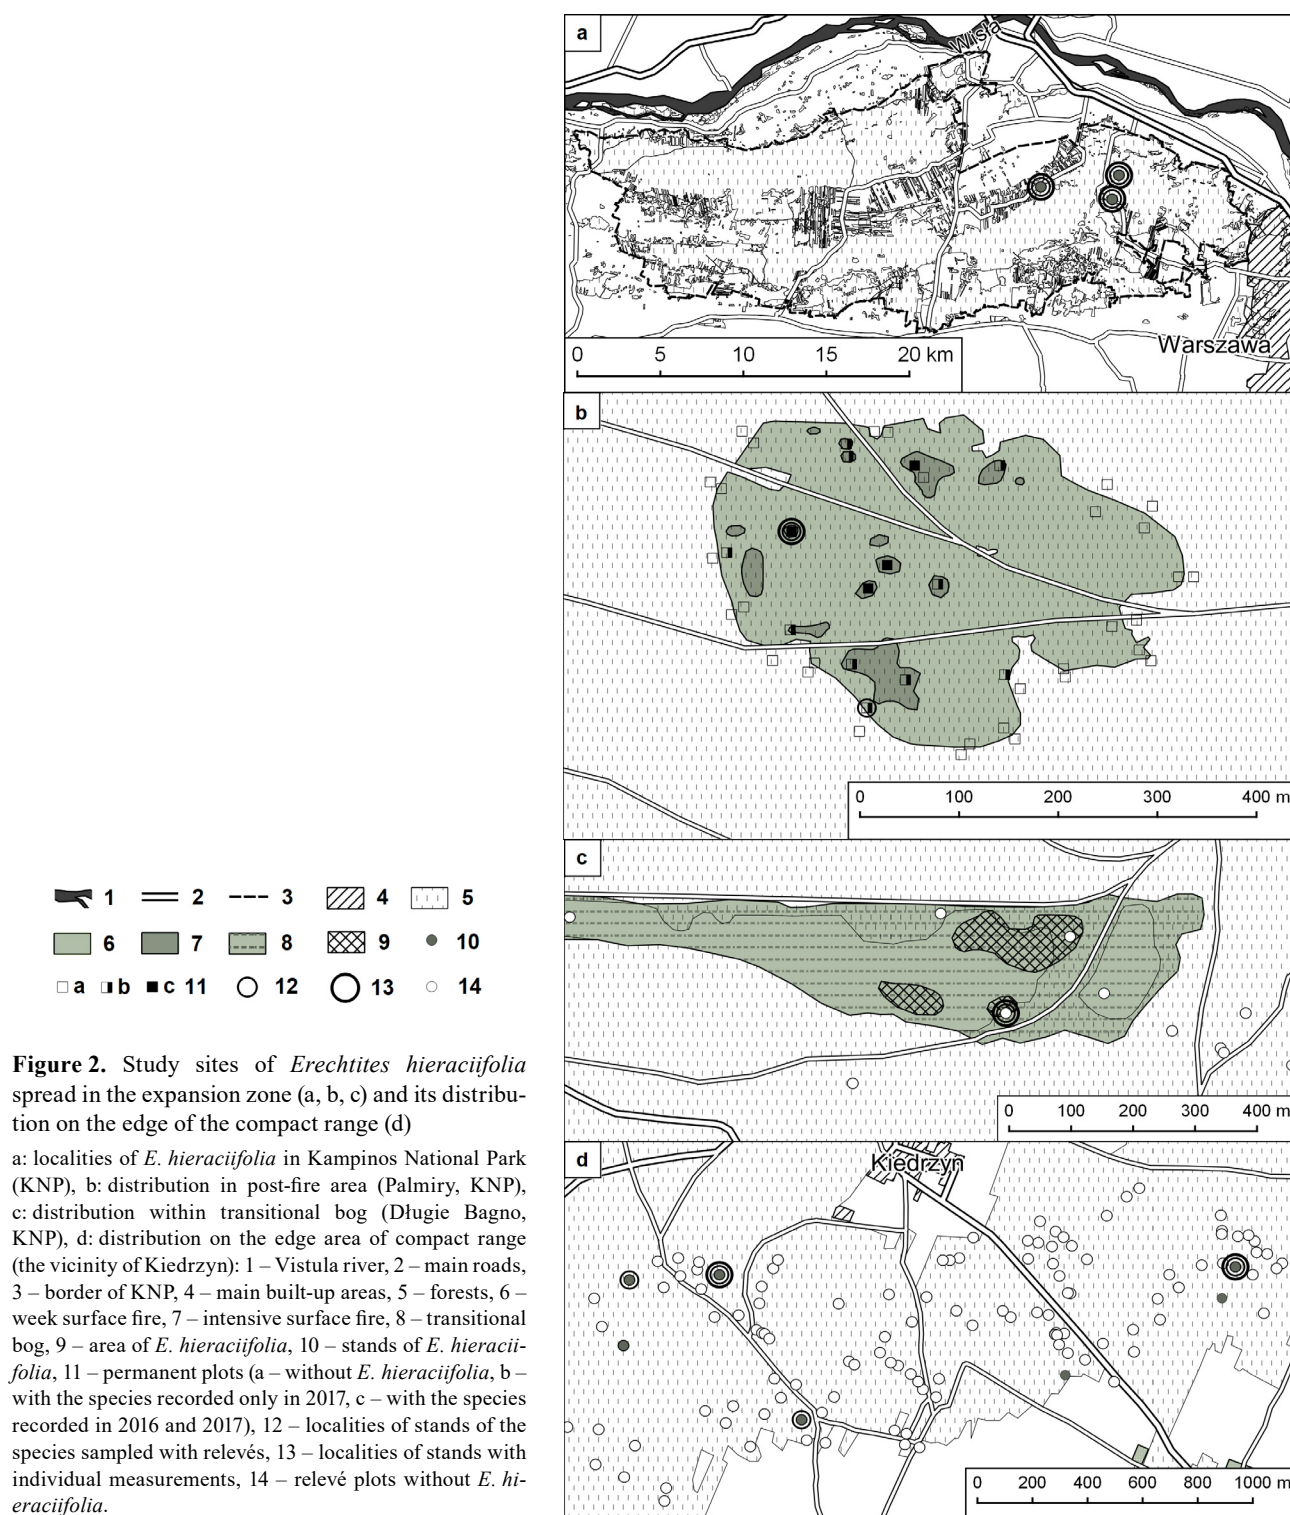 a
Wisła
Warszawa
0 5 10 15 20 km
b
0 100 200 300 400 m
c
0 100 200 300 400 m
d
Kiedrzyn
0 200 400 600 800 1000 m
1 2 3 4 5
6 7 8 9 10
a b c 11 12 13 14
Figure 2. Study sites of Erechtites hieraciifolia
spread in the expansion zone (a, b, c) and its distribu-
tion on the edge of the compact range (d)
a: localities of E. hieraciifolia in Kampinos National Park
(KNP), b: distribution in post-fire area (Palmiry, KNP),
c: distribution within transitional bog (Długie Bagno,
KNP), d: distribution on the edge area of compact range
(the vicinity of Kiedrzyn): 1 – Vistula river, 2 – main roads,
3 – border of KNP, 4 – main built-up areas, 5 – forests, 6 –
week surface fire, 7 – intensive surface fire, 8 – transitional
bog, 9 – area of E. hieraciifolia, 10 – stands of E. hieracii-
folia, 11 – permanent plots (a – without E. hieraciifolia, b –
with the species recorded only in 2017, c – with the species
recorded in 2016 and 2017), 12 – localities of stands of the
species sampled with relevés, 13 – localities of stands with
individual measurements, 14 – relevé plots without E. hi-
eraciifolia.